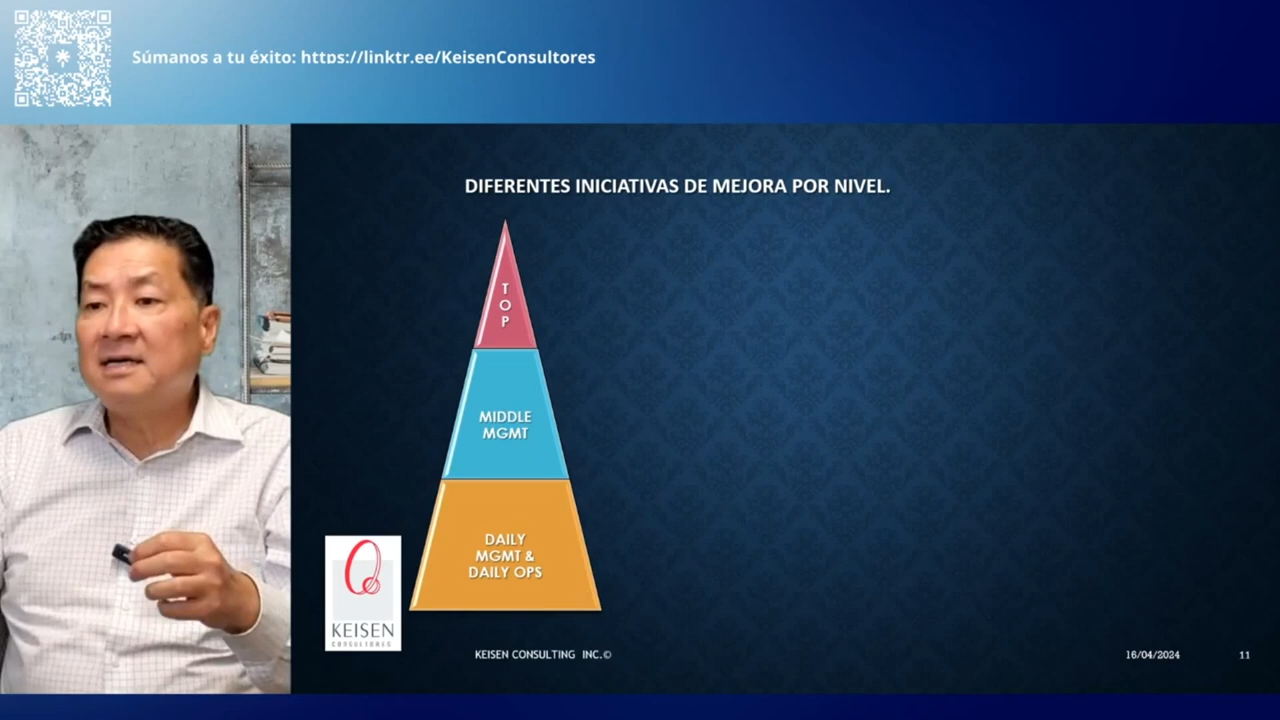 Súmanos a tu éxito: https://linktr.ee/KeisenConsultores
DIFERENTES INICIATIVAS DE MEJORA POR NIVEL.
T
O
P
MIDDLE
MGMT
DAILY
MGMT &
DAILY OPS
KEISEN
CONSULTORES
KEISEN CONSULTING INC.©
16/04/2024
11